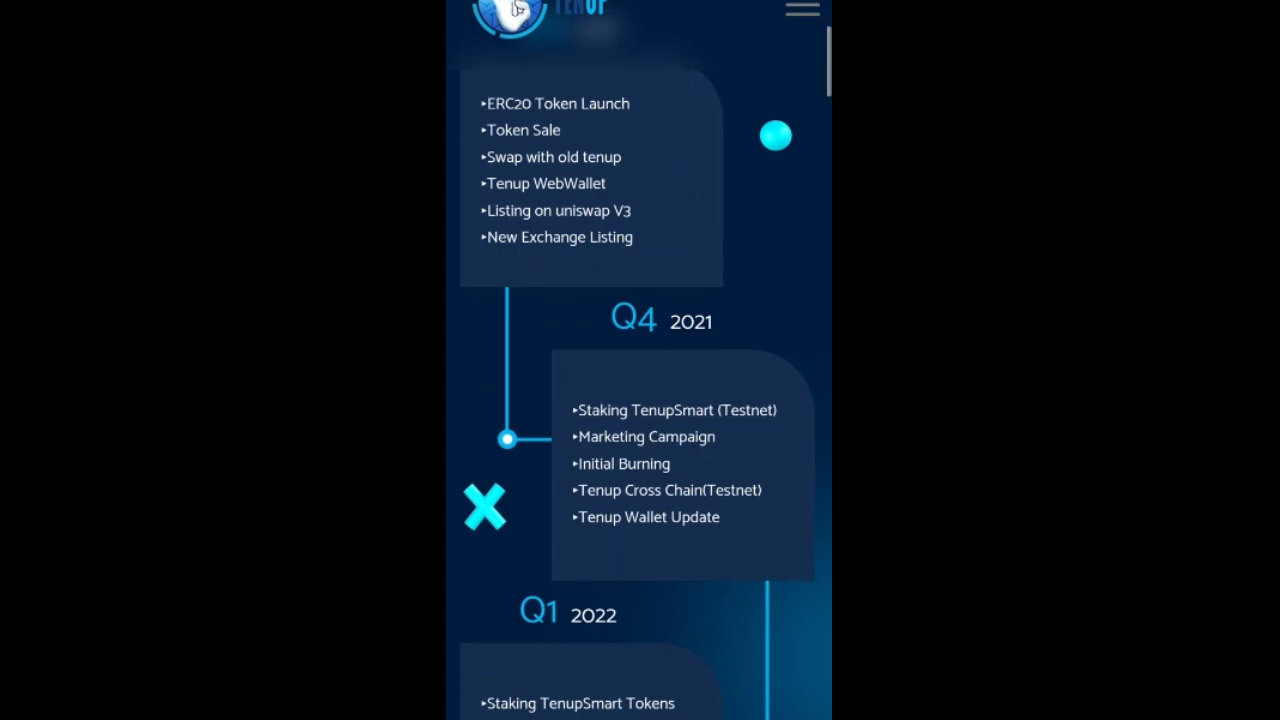 TENUP
▸ERC20 Token Launch
▸Token Sale
▸Swap with old tenup
▸Tenup WebWallet
▸Listing on uniswap V3
▸New Exchange Listing
Q4 2021
▸Staking TenupSmart (Testnet)
▸Marketing Campaign
▸Initial Burning
▸Tenup Cross Chain(Testnet)
▸Tenup Wallet Update
Q1 2022
▸Staking TenupSmart Tokens